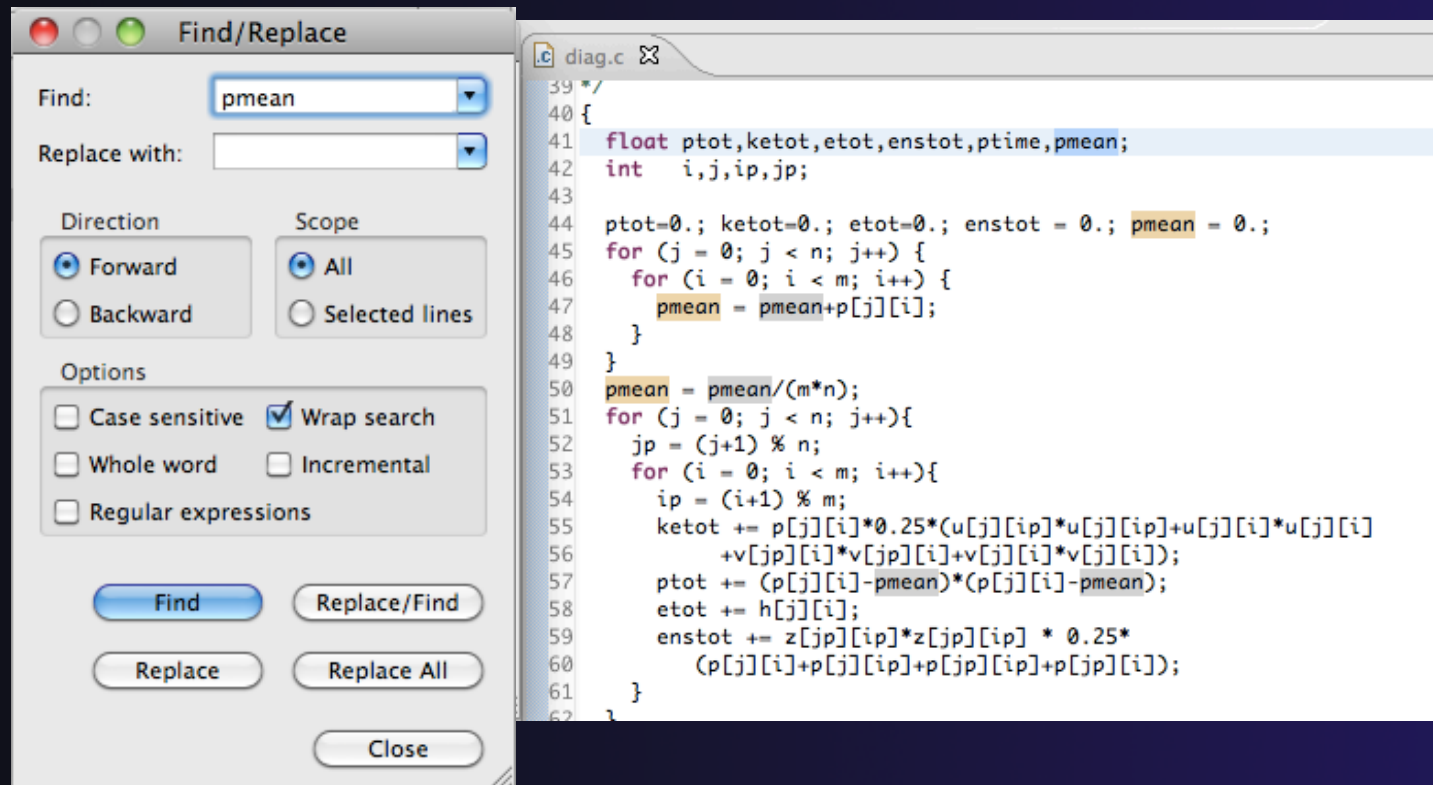 Find/Replace
Find: pmean
Replace with:
Direction Scope
Forward All
Backward Selected lines
Options
Case sensitive Wrap search
Whole word Incremental
Regular expressions
Find Replace/Find
Replace Replace All
Close
.c diag.c
39 */
40 {
41   float ptot,ketot,etot,enstot,ptime,pmean;
42   int   i,j,ip,jp;
43
44   ptot=0.; ketot=0.; etot=0.; enstot = 0.; pmean = 0.;
45   for (j = 0; j < n; j++) {
46     for (i = 0; i < m; i++) {
47       pmean = pmean+p[j][i];
48     }
49   }
50   pmean = pmean/(m*n);
51   for (j = 0; j < n; j++){
52     jp = (j+1) % n;
53     for (i = 0; i < m; i++){
54       ip = (i+1) % m;
55       ketot += p[j][i]*0.25*(u[j][ip]*u[j][ip]+u[j][i]*u[j][i]
56            +v[jp][i]*v[jp][i]+v[j][i]*v[j][i]);
57       ptot += (p[j][i]-pmean)*(p[j][i]-pmean);
58       etot += h[j][i];
59       enstot += z[jp][ip]*z[jp][ip] * 0.25*
60          (p[j][i]+p[j][ip]+p[jp][ip]+p[jp][i]);
61     }
62   }